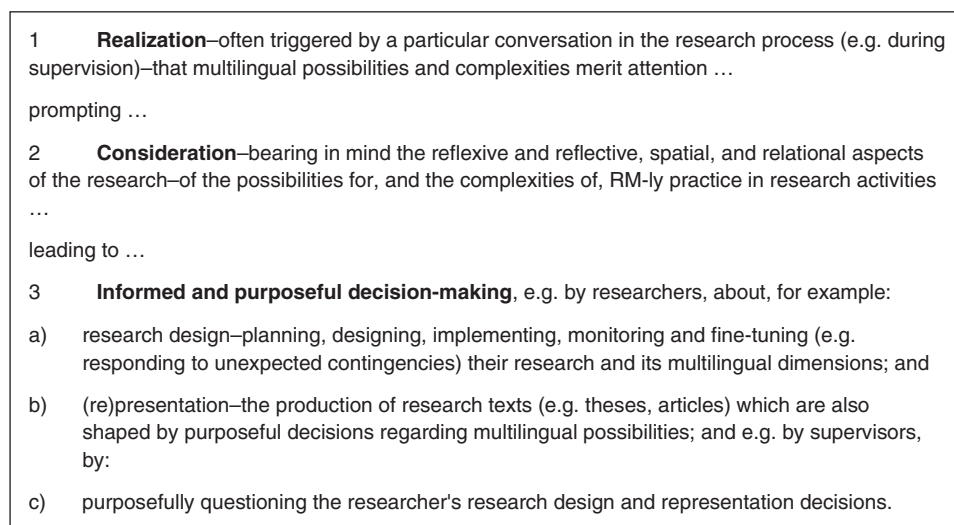 1 Realization–often triggered by a particular conversation in the research process (e.g. during
supervision)–that multilingual possibilities and complexities merit attention …
prompting …
2 Consideration–bearing in mind the reflexive and reflective, spatial, and relational aspects
of the research–of the possibilities for, and the complexities of, RM-ly practice in research activities
…
leading to …
3 Informed and purposeful decision-making, e.g. by researchers, about, for example:
a) research design–planning, designing, implementing, monitoring and fine-tuning (e.g.
responding to unexpected contingencies) their research and its multilingual dimensions; and
b) (re)presentation–the production of research texts (e.g. theses, articles) which are also
shaped by purposeful decisions regarding multilingual possibilities; and e.g. by supervisors,
by:
c) purposefully questioning the researcher's research design and representation decisions.